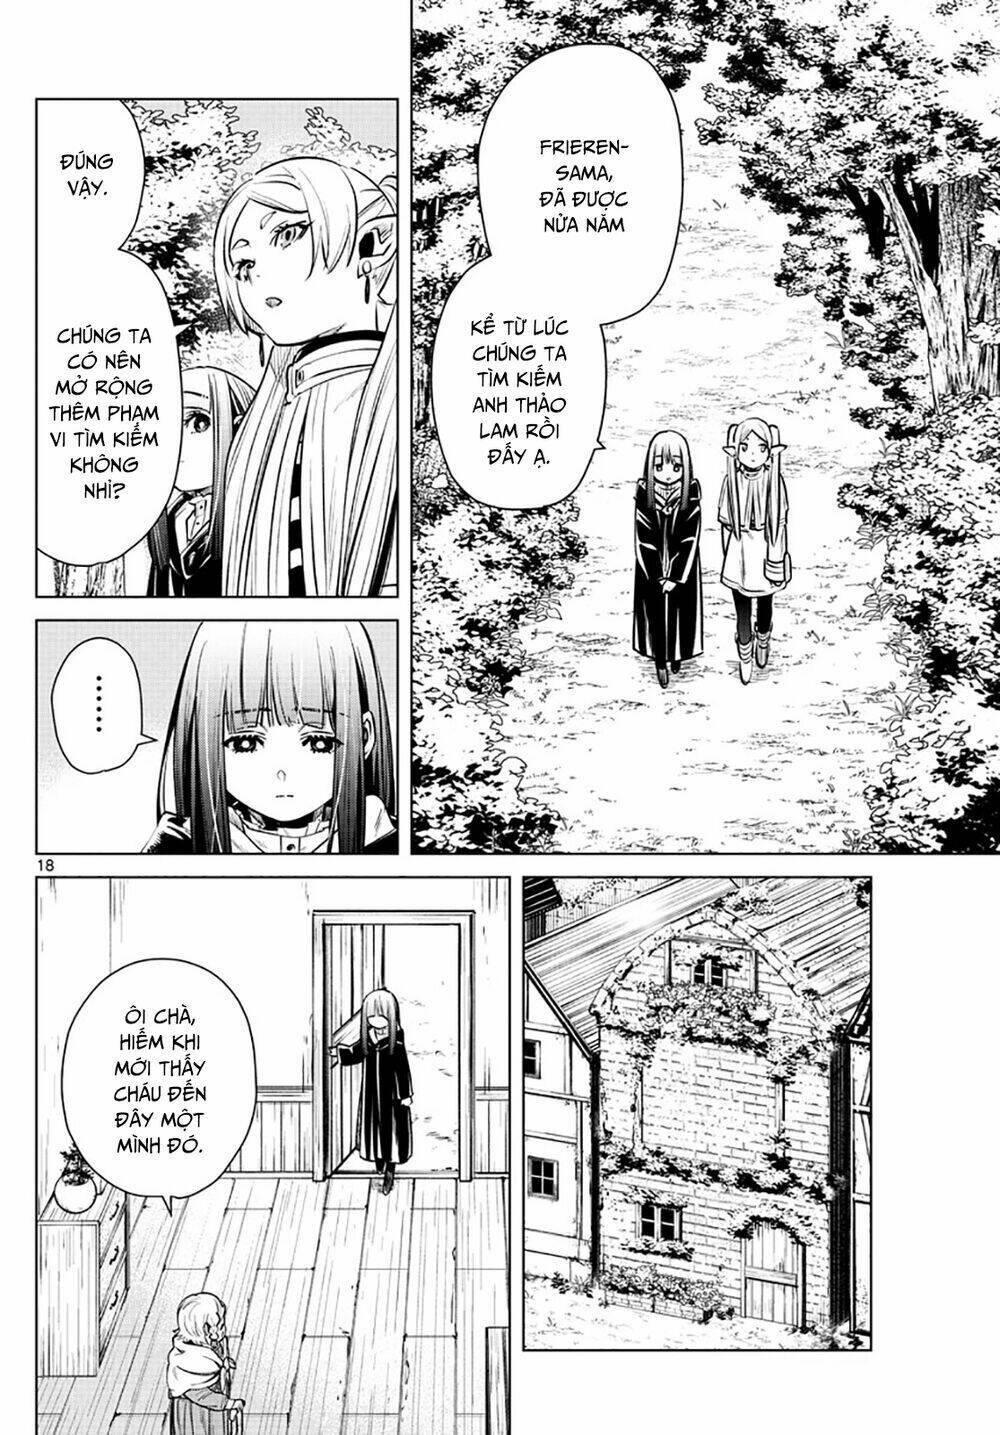 FRIEREN-
SAMA,
ĐÃ ĐƯỢC
NỬA NĂM
KỂ TỪ LÚC
CHÚNG TA
TÌM KIẾM
ANH THẢO
LAM RỒI
ĐẤY Ạ.
ĐÚNG
VẬY.
CHÚNG TA
CÓ NÊN
MỞ RỘNG
THÊM PHẠM
VI TÌM KIẾM
KHÔNG
NHỈ?
......
18
ÔI CHÀ,
HIẾM KHI
MỚI THẤY
CHÁU ĐẾN
ĐÂY MỘT
MÌNH ĐÓ.